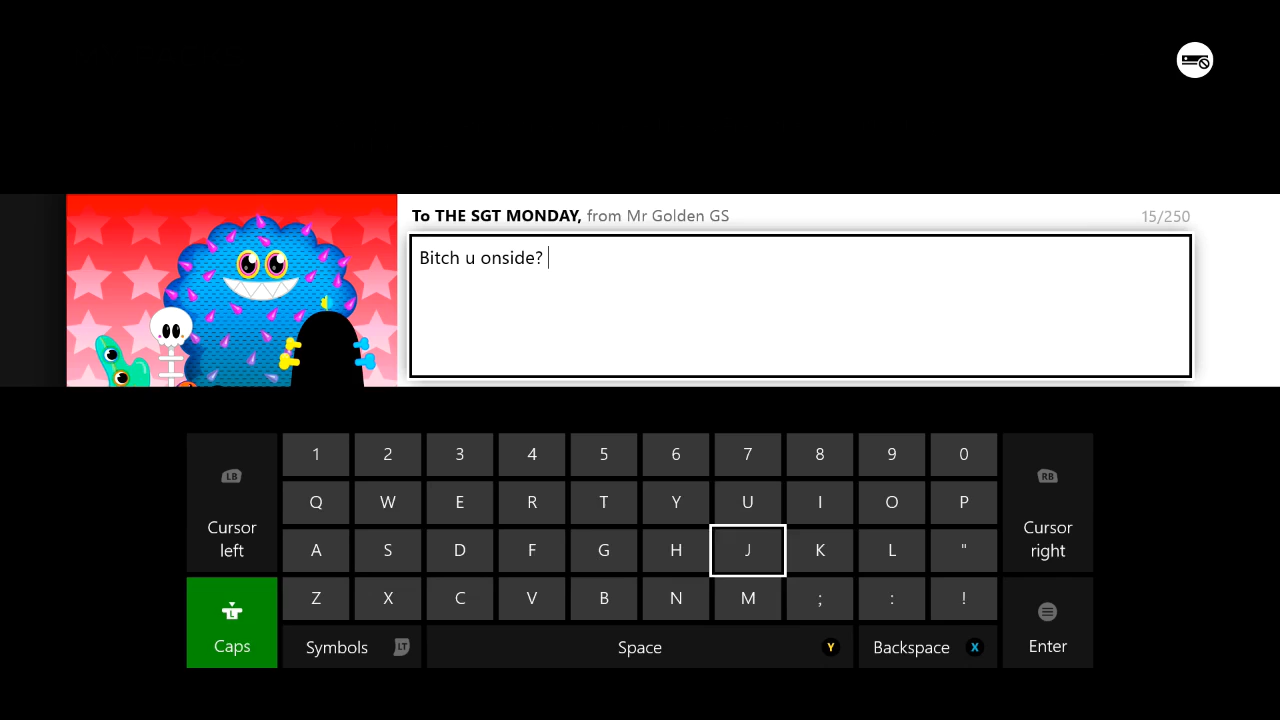 To THE SGT MONDAY, from Mr Golden GS
15/250
Bitch u onside?
1 2 3 4 5 6 7 8 9 0
LB
Cursor left
Q W E R T Y U I O P
A S D F G H J K L "
RB
Cursor right
L
Caps
Z X C V B N M ; : !
Enter
Symbols LT
Space Y
Backspace X